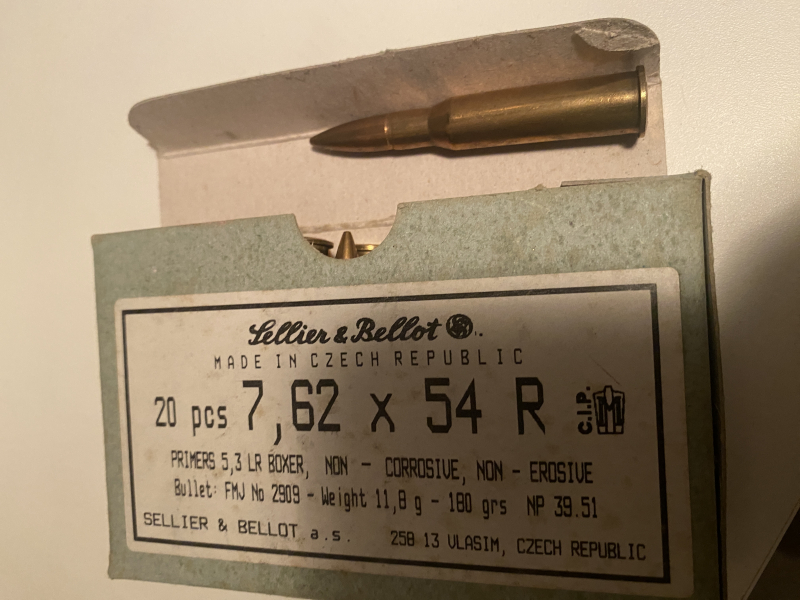 Sellier & Bellot
MADE IN CZECH REPUBLIC
20 pcs 7,62 x 54 R C.I.P.
PRIMERS 5,3 LR BOXER, NON - CORROSIVE, NON - EROSIVE
Bullet: FMJ No 2909 - Weight 11,8 g - 180 grs NP 39.51
SELLIER & BELLOT a.s. 258 13 VLASIM, CZECH REPUBLIC